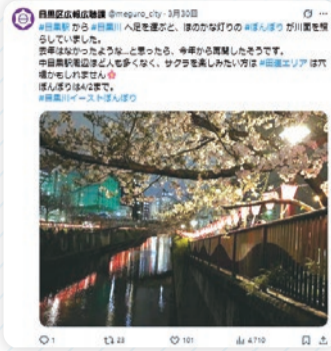 目黒区広報広聴課 @meguro_city・3月30日
#目黒駅 から #目黒川 へ足を運ぶと、ほのかな灯りの #ぼんぼり が川面を照
らしていました。
去年はなかったような…と思ったら、今年から再開したそうです。
中目黒駅周辺ほど人も多くなく、サクラを楽しみたい方は #田道エリア は穴
場かもしれません🌸
ぼんぼりは4/2まで。
#目黒川イーストぼんぼり
1 23 101 4,710